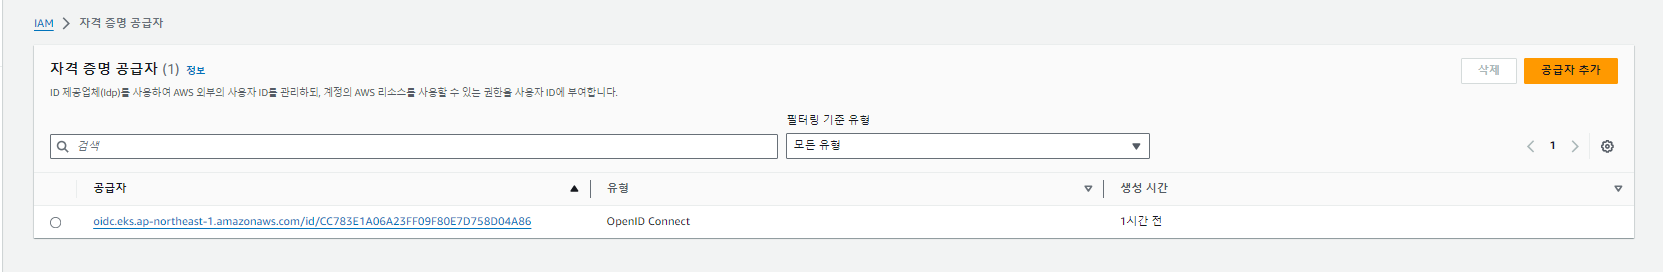 IAM > 자격 증명 공급자
자격 증명 공급자 (1) 정보
삭제
공급자 추가
ID 제공업체(Idp)를 사용하여 AWS 외부의 사용자 ID를 관리하되, 계정의 AWS 리소스를 사용할 수 있는 권한을 사용자 ID에 부여합니다.
필터링 기준 유형
검색
모든 유형
1
공급자 유형 생성 시간
oidc.eks.ap-northeast-1.amazonaws.com/id/CC783E1A06A23FF09F80E7D758D04A86 OpenID Connect 1시간 전